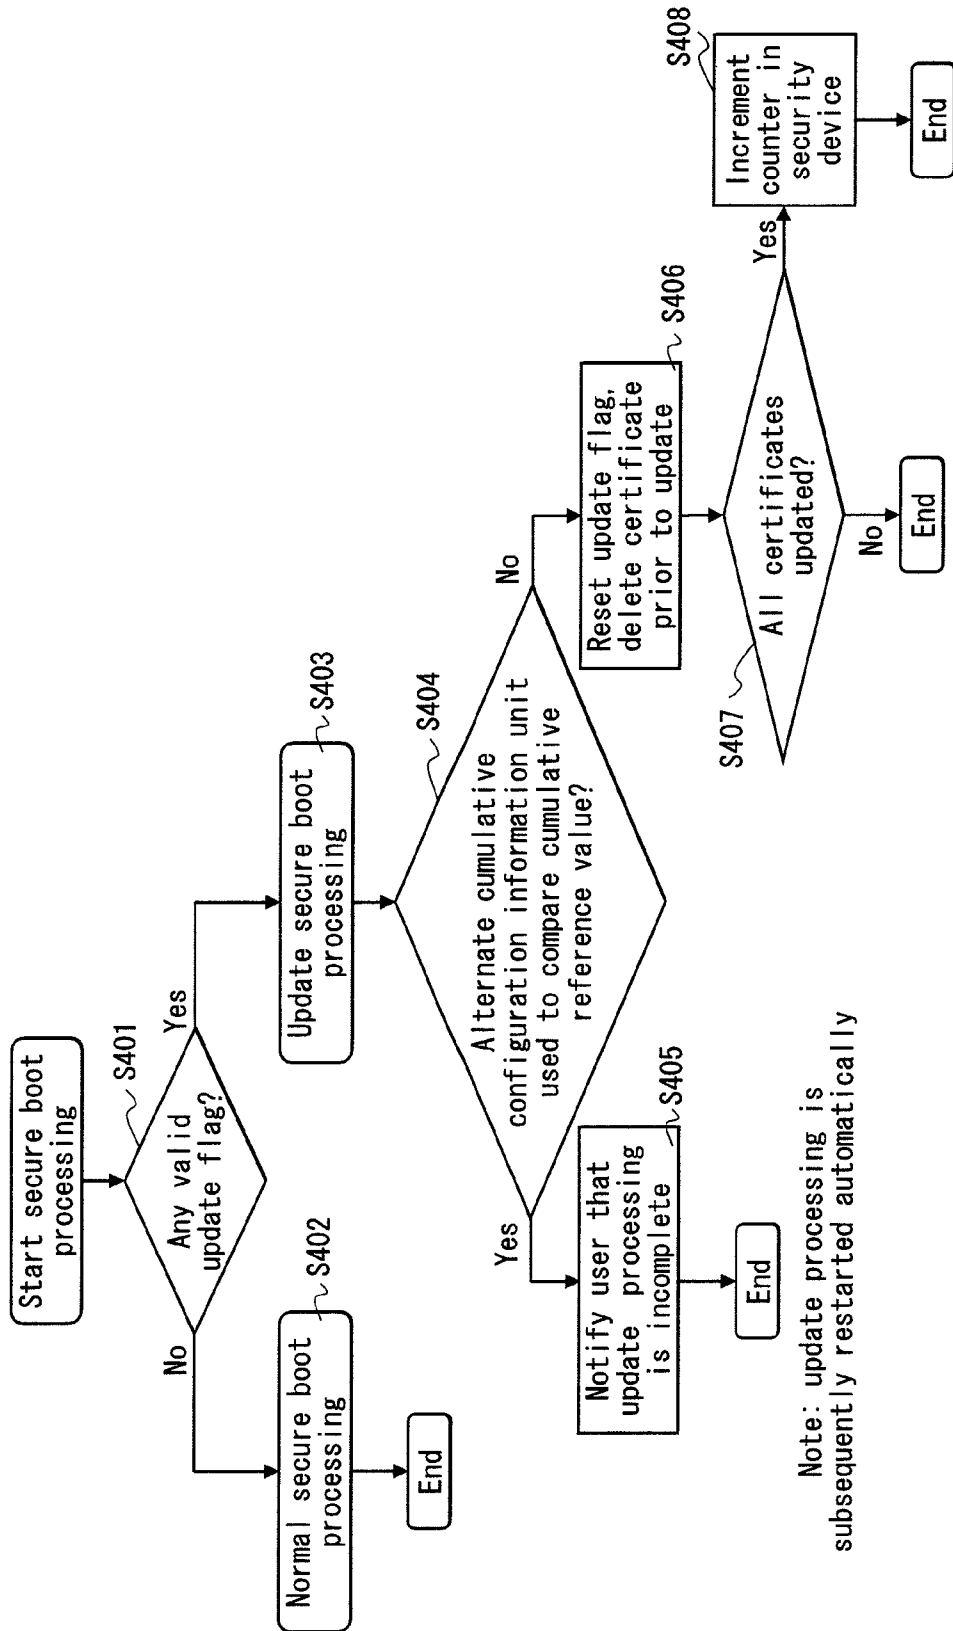 Start secure boot
processing
S401
Any valid
update flag?
No
Yes
S402
Normal secure boot
processing
End
S403
Update secure boot
processing
S404
Alternate cumulative
configuration information unit
used to compare cumulative
reference value?
Yes
No
S405
Notify user that
update processing
is incomplete
End
Note: update processing is
subsequently restarted automatically
S406
Reset update flag,
delete certificate
prior to update
S407
All certificates
updated?
No
Yes
End
S408
Increment
counter in
security
device
End